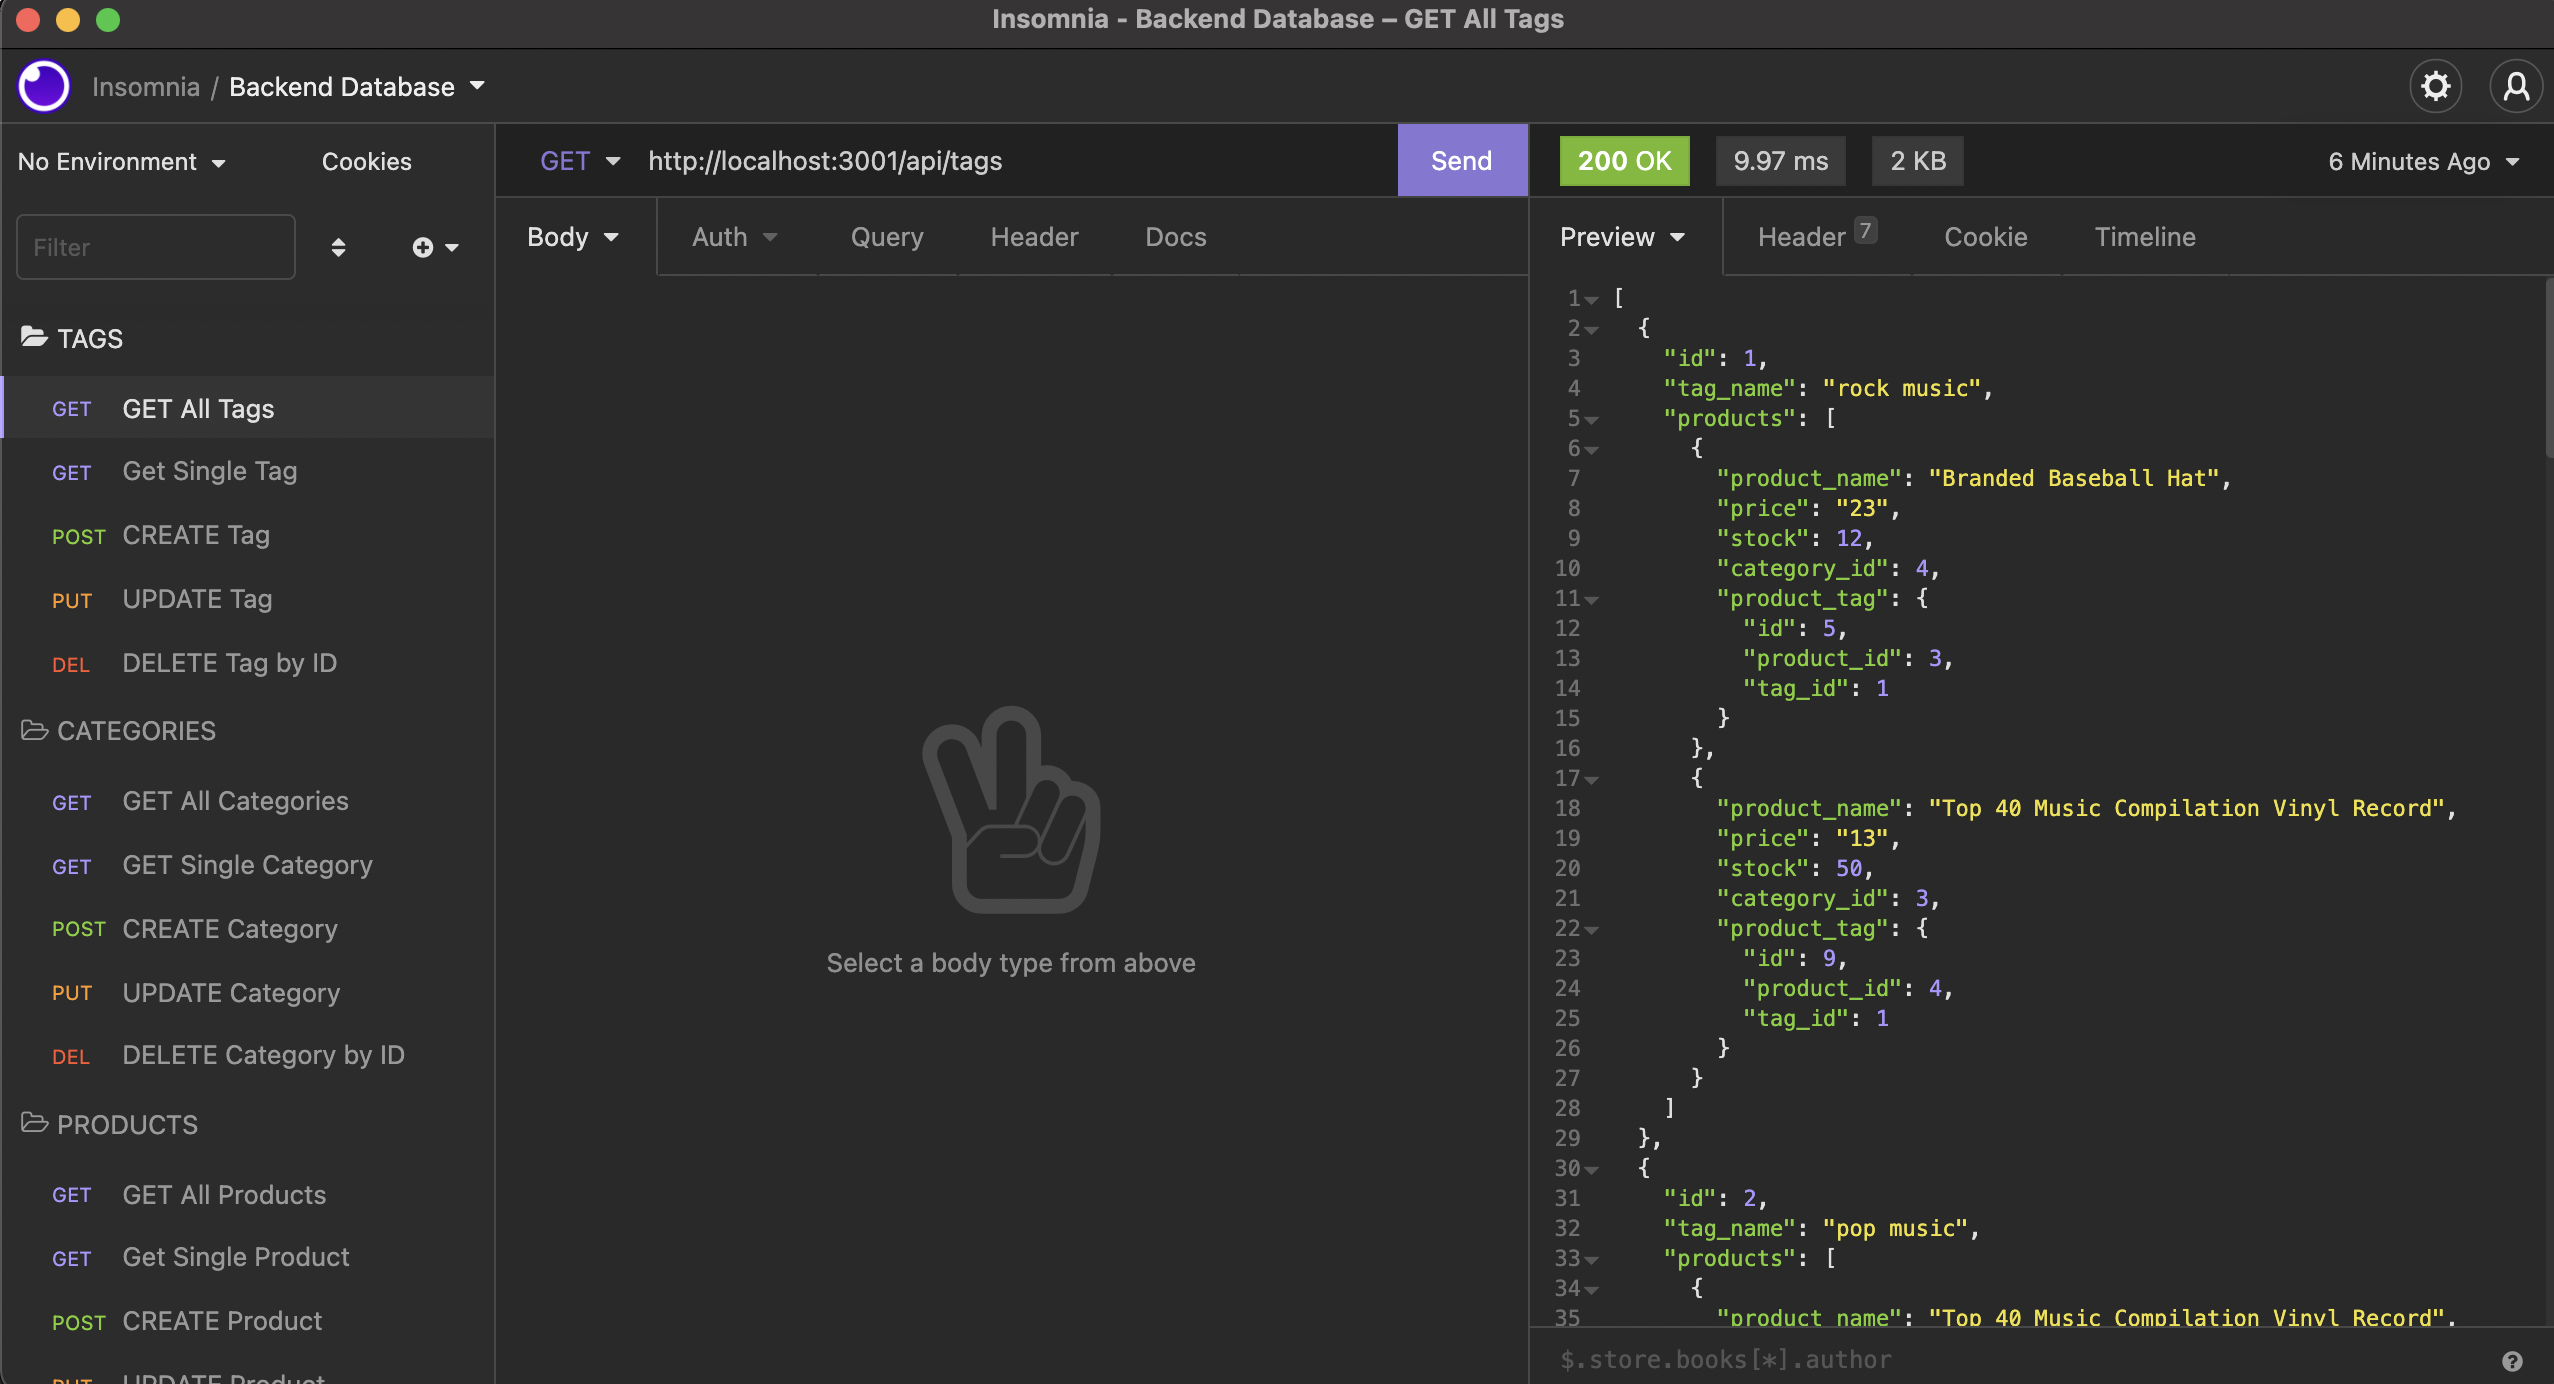 Insomnia - Backend Database – GET All Tags
Insomnia / Backend Database
No Environment
Cookies
Filter
TAGS
GET GET All Tags
GET Get Single Tag
POST CREATE Tag
PUT UPDATE Tag
DEL DELETE Tag by ID
CATEGORIES
GET GET All Categories
GET GET Single Category
POST CREATE Category
PUT UPDATE Category
DEL DELETE Category by ID
PRODUCTS
GET GET All Products
GET Get Single Product
POST CREATE Product
PUT UPDATE Product
GET http://localhost:3001/api/tags Send
Body Auth Query Header Docs
Select a body type from above
200 OK 9.97 ms 2 KB 6 Minutes Ago
Preview Header 7 Cookie Timeline
1 [
2 {
3 "id": 1,
4 "tag_name": "rock music",
5 "products": [
6 {
7 "product_name": "Branded Baseball Hat",
8 "price": "23",
9 "stock": 12,
10 "category_id": 4,
11 "product_tag": {
12 "id": 5,
13 "product_id": 3,
14 "tag_id": 1
15 }
16 },
17 {
18 "product_name": "Top 40 Music Compilation Vinyl Record",
19 "price": "13",
20 "stock": 50,
21 "category_id": 3,
22 "product_tag": {
23 "id": 9,
24 "product_id": 4,
25 "tag_id": 1
26 }
27 }
28 ]
29 },
30 {
31 "id": 2,
32 "tag_name": "pop music",
33 "products": [
34 {
35 "product_name": "Top 40 Music Compilation Vinyl Record",
$.store.books[*].author